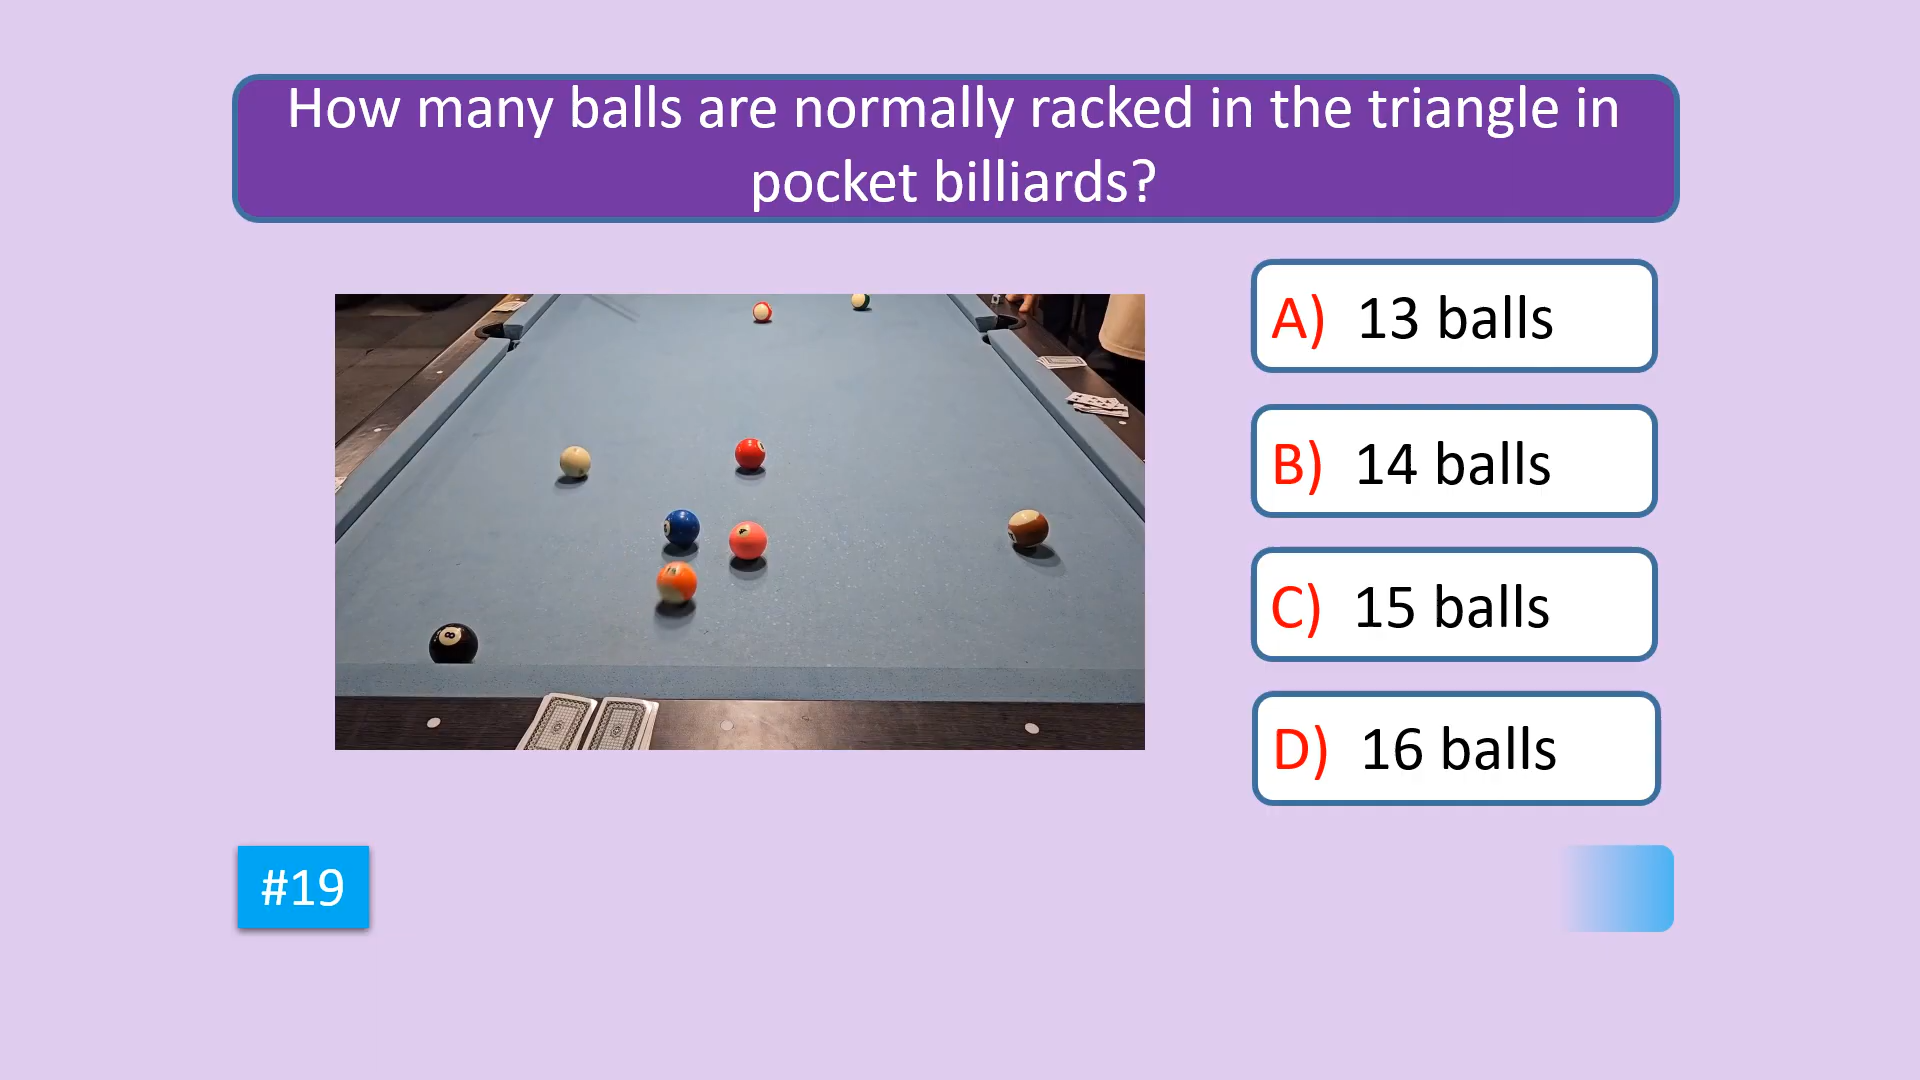 How many balls are normally racked in the triangle in
pocket billiards?
A) 13 balls
B) 14 balls
C) 15 balls
D) 16 balls
8
#19